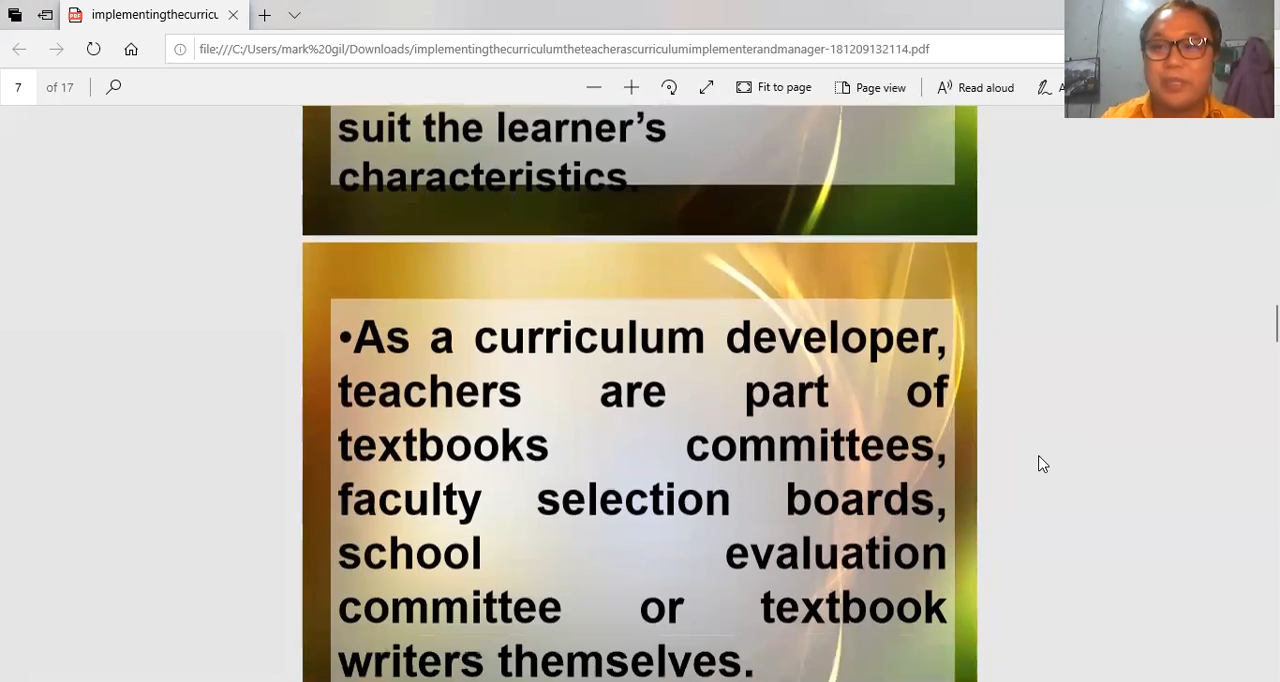 implementingthecurricu
file:///C:/Users/mark%20gil/Downloads/implementingthecurriculumtheteacherascurriculumimplementerandmanager-181209132114.pdf
7 of 17
Fit to page
Page view
Read aloud
suit the learner’s
characteristics.
•As a curriculum developer,
teachers are part of
textbooks committees,
faculty selection boards,
school evaluation
committee or textbook
writers themselves.